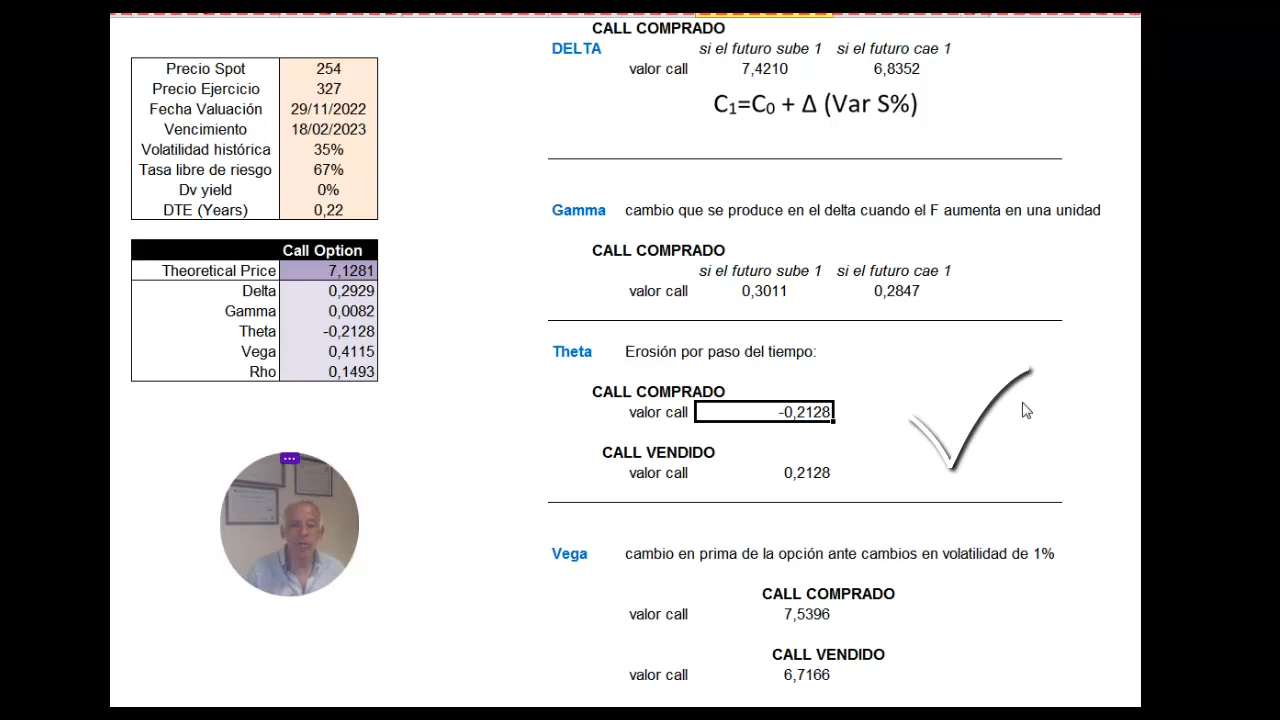 Precio Spot 254
Precio Ejercicio 327
Fecha Valuación 29/11/2022
Vencimiento 18/02/2023
Volatilidad histórica 35%
Tasa libre de riesgo 67%
Dv yield 0%
DTE (Years) 0,22
Call Option
Theoretical Price 7,1281
Delta 0,2929
Gamma 0,0082
Theta -0,2128
Vega 0,4115
Rho 0,1493
CALL COMPRADO
DELTA si el futuro sube 1 si el futuro cae 1
valor call 7,4210 6,8352
C₁=C₀ + Δ (Var S%)
Gamma cambio que se produce en el delta cuando el F aumenta en una unidad
CALL COMPRADO
si el futuro sube 1 si el futuro cae 1
valor call 0,3011 0,2847
Theta Erosión por paso del tiempo:
CALL COMPRADO
valor call -0,2128
CALL VENDIDO
valor call 0,2128
Vega cambio en prima de la opción ante cambios en volatilidad de 1%
CALL COMPRADO
valor call 7,5396
CALL VENDIDO
valor call 6,7166